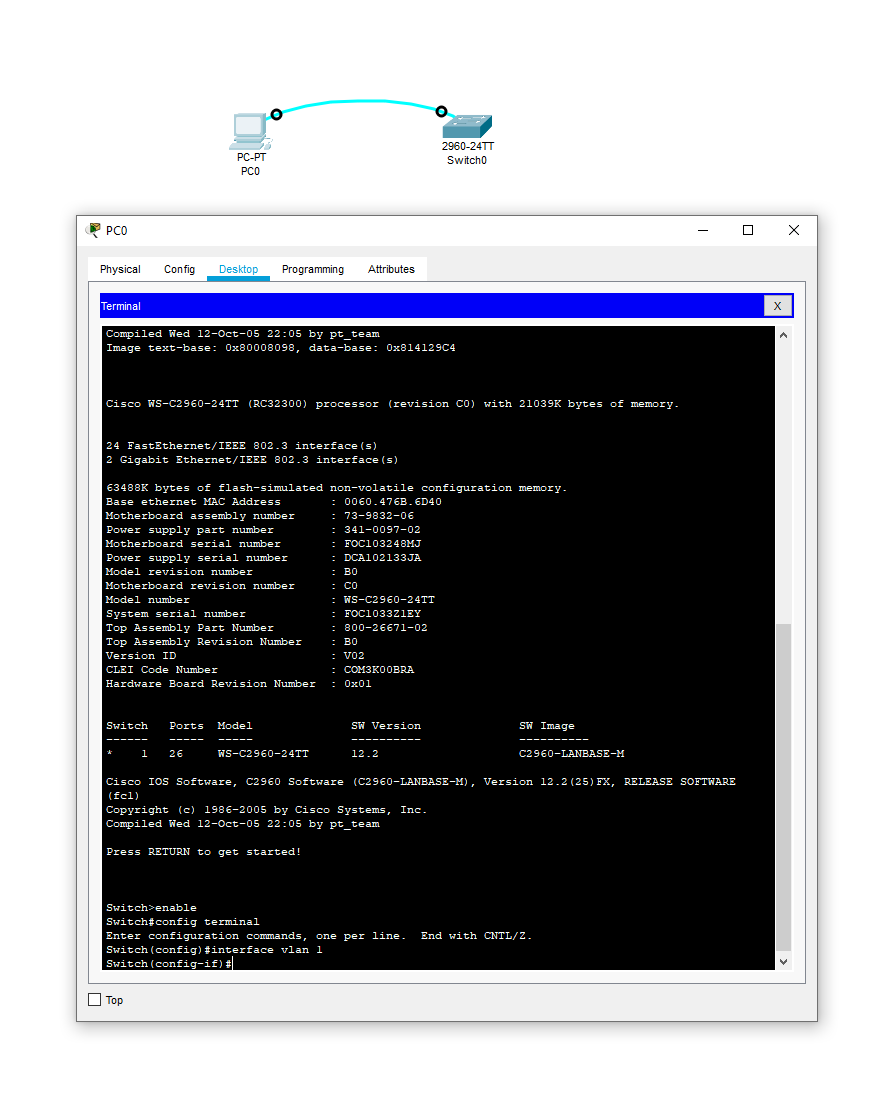 PC-PT
PC0
2960-24TT
Switch0
PC0
Physical Config Desktop Programming Attributes
Terminal
X
Compiled Wed 12-Oct-05 22:05 by pt_team
Image text-base: 0x80008098, data-base: 0x814129C4
Cisco WS-C2960-24TT (RC32300) processor (revision C0) with 21039K bytes of memory.
24 FastEthernet/IEEE 802.3 interface(s)
2 Gigabit Ethernet/IEEE 802.3 interface(s)
63488K bytes of flash-simulated non-volatile configuration memory.
Base ethernet MAC Address : 0060.476B.6D40
Motherboard assembly number : 73-9832-06
Power supply part number : 341-0097-02
Motherboard serial number : FOC103248MJ
Power supply serial number : DCA102133JA
Model revision number : B0
Motherboard revision number : C0
Model number : WS-C2960-24TT
System serial number : FOC1033Z1EY
Top Assembly Part Number : 800-26671-02
Top Assembly Revision Number : B0
Version ID : V02
CLEI Code Number : COM3K00BRA
Hardware Board Revision Number : 0x01
Switch Ports Model SW Version SW Image
------ ----- ----- ---------- ----------
* 1 26 WS-C2960-24TT 12.2 C2960-LANBASE-M
Cisco IOS Software, C2960 Software (C2960-LANBASE-M), Version 12.2(25)FX, RELEASE SOFTWARE
(fc1)
Copyright (c) 1986-2005 by Cisco Systems, Inc.
Compiled Wed 12-Oct-05 22:05 by pt_team
Press RETURN to get started!
Switch>enable
Switch#config terminal
Enter configuration commands, one per line. End with CNTL/Z.
Switch(config)#interface vlan 1
Switch(config-if)#
Top